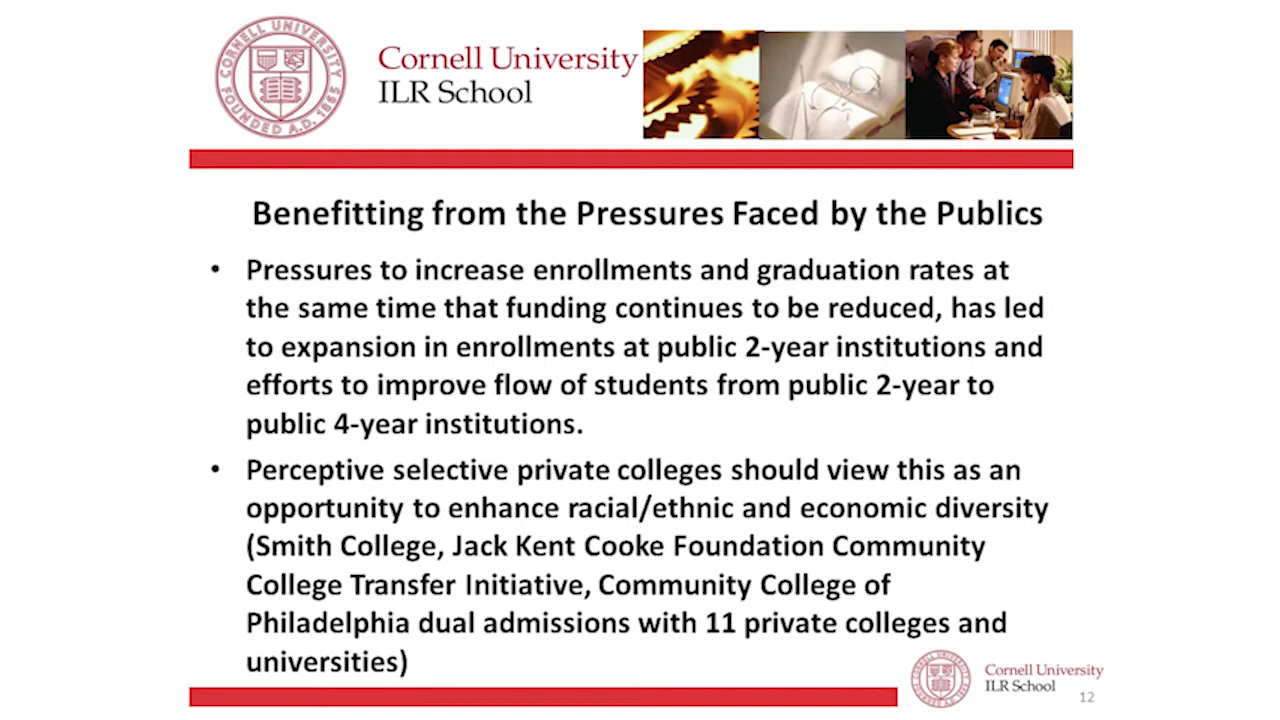 CORNELL UNIVERSITY
FOUNDED A.D. 1865
Cornell University
ILR School
Benefitting from the Pressures Faced by the Publics
• Pressures to increase enrollments and graduation rates at
the same time that funding continues to be reduced, has led
to expansion in enrollments at public 2-year institutions and
efforts to improve flow of students from public 2-year to
public 4-year institutions.
• Perceptive selective private colleges should view this as an
opportunity to enhance racial/ethnic and economic diversity
(Smith College, Jack Kent Cooke Foundation Community
College Transfer Initiative, Community College of
Philadelphia dual admissions with 11 private colleges and
universities)
Cornell University
ILR School
12